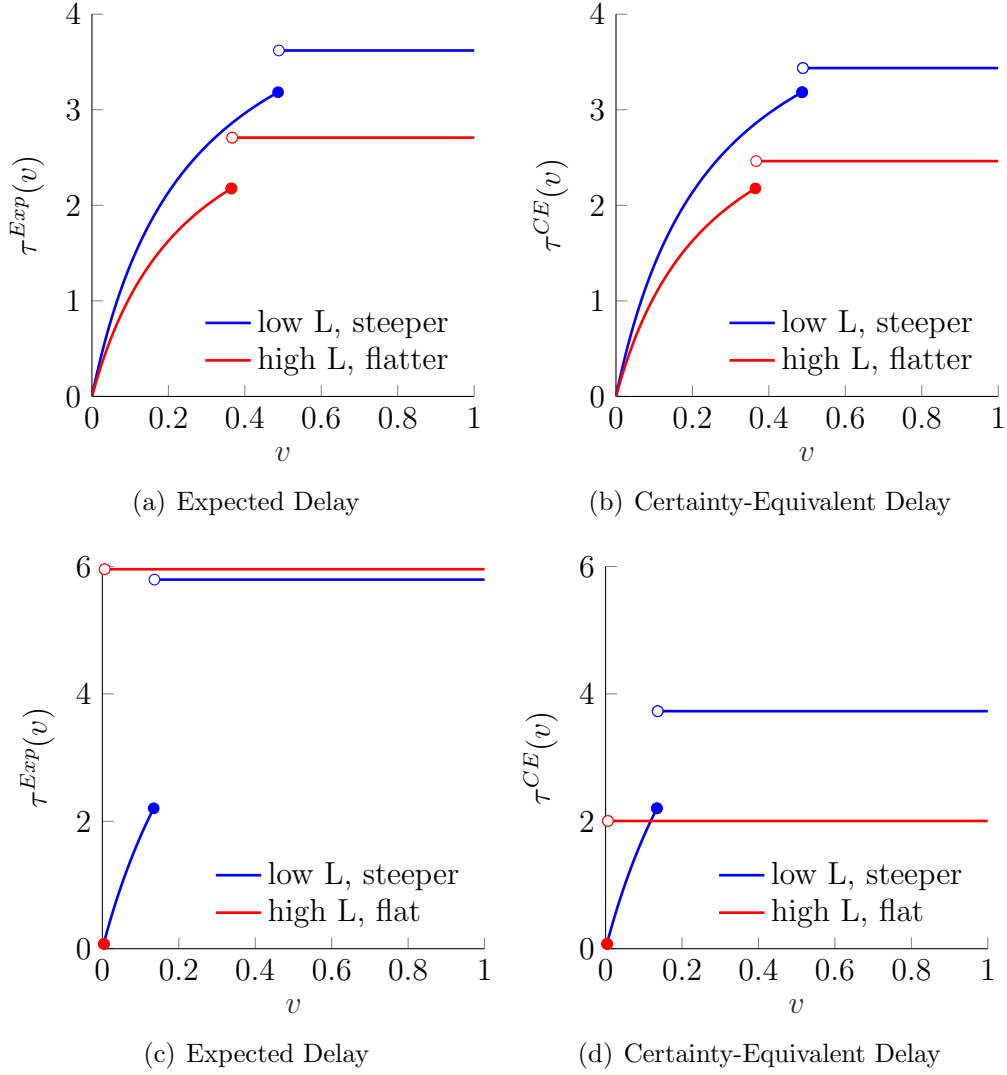 4
3
2
1
0
τ^{Exp}(v)
low L, steeper
high L, flatter
0 0.2 0.4 0.6 0.8 1
v
(a) Expected Delay
4
3
2
1
0
τ^{CE}(v)
low L, steeper
high L, flatter
0 0.2 0.4 0.6 0.8 1
v
(b) Certainty-Equivalent Delay
6
4
2
0
τ^{Exp}(v)
low L, steeper
high L, flat
0 0.2 0.4 0.6 0.8 1
v
(c) Expected Delay
6
4
2
0
τ^{CE}(v)
low L, steeper
high L, flat
0 0.2 0.4 0.6 0.8 1
v
(d) Certainty-Equivalent Delay